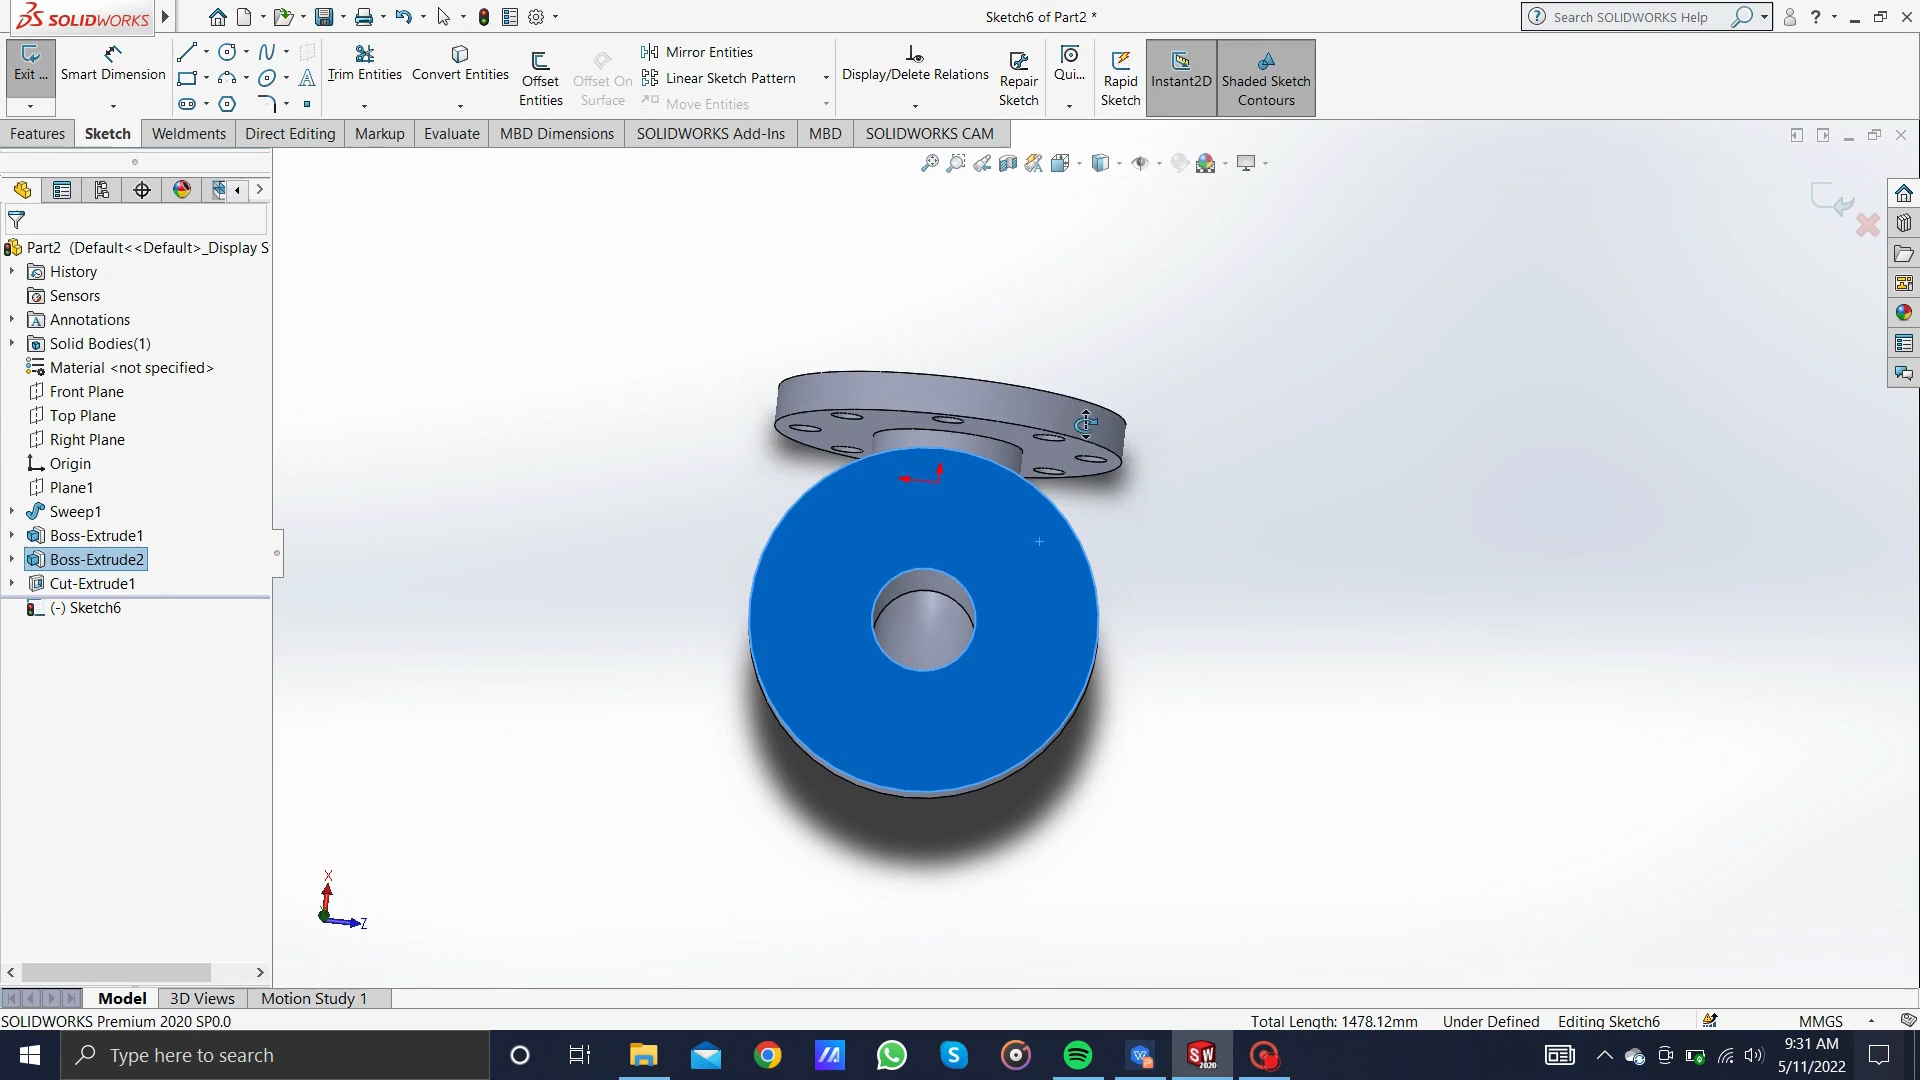 SOLIDWORKS
Sketch6 of Part2 *
Search SOLIDWORKS Help
Exit ...
Smart Dimension
Trim Entities
Convert Entities
Offset Entities
Offset On Surface
Mirror Entities
Linear Sketch Pattern
Move Entities
Display/Delete Relations
Repair Sketch
Qui...
Rapid Sketch
Instant2D
Shaded Sketch Contours
Features
Sketch
Weldments
Direct Editing
Markup
Evaluate
MBD Dimensions
SOLIDWORKS Add-Ins
MBD
SOLIDWORKS CAM
Part2 (Default<<Default>_Display S
History
Sensors
Annotations
Solid Bodies(1)
Material <not specified>
Front Plane
Top Plane
Right Plane
Origin
Plane1
Sweep1
Boss-Extrude1
Boss-Extrude2
Cut-Extrude1
(-) Sketch6
X
Z
Model
3D Views
Motion Study 1
SOLIDWORKS Premium 2020 SP0.0
Total Length: 1478.12mm
Under Defined
Editing Sketch6
MMGS
Type here to search
SW
2020
9:31 AM
5/11/2022